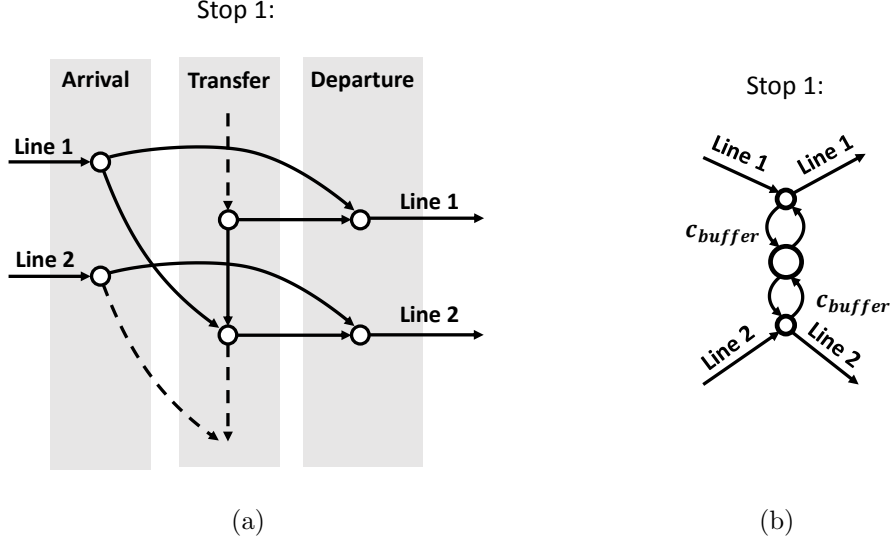 Stop 1:
Arrival
Transfer
Departure
Line 1
Line 1
Line 2
Line 2
(a)
Stop 1:
Line 1
Line 1
c_buffer
c_buffer
Line 2
Line 2
(b)